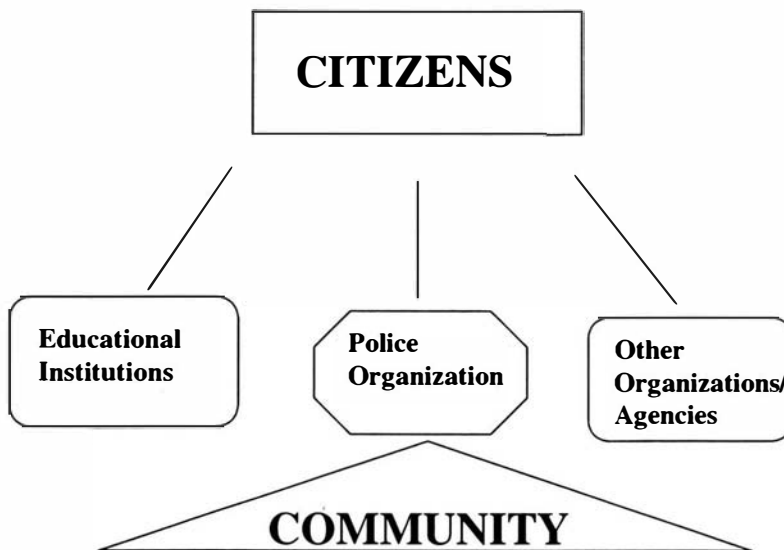 CITIZENS
Educational
Institutions
Police
Organization
Other
Organizations/
Agencies
COMMUNITY